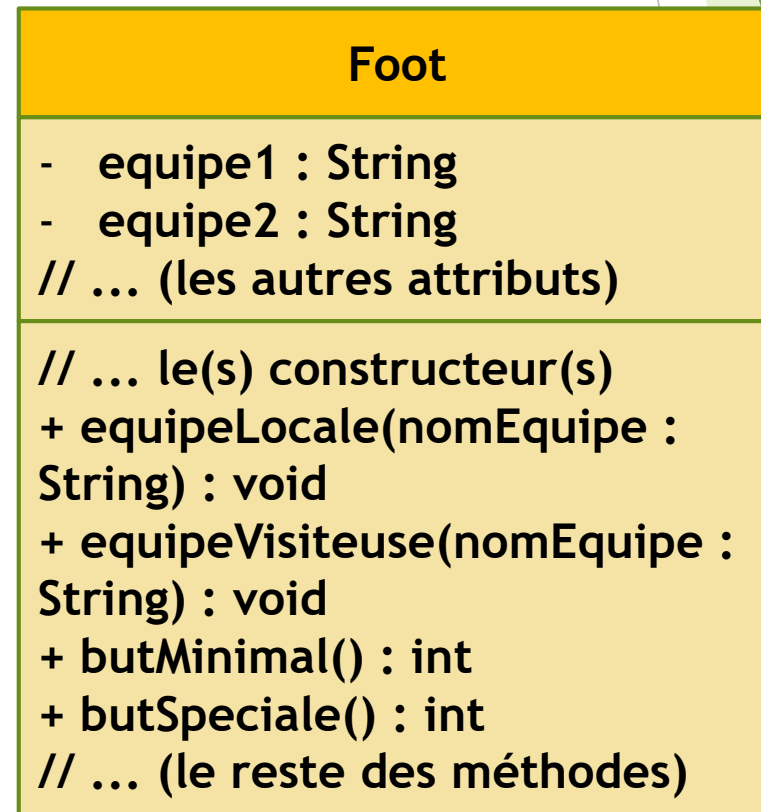 Foot
- equipe1 : String
- equipe2 : String
// ... (les autres attributs)
// ... le(s) constructeur(s)
+ equipeLocale(nomEquipe :
String) : void
+ equipeVisiteuse(nomEquipe :
String) : void
+ butMinimal() : int
+ butSpeciale() : int
// ... (le reste des méthodes)